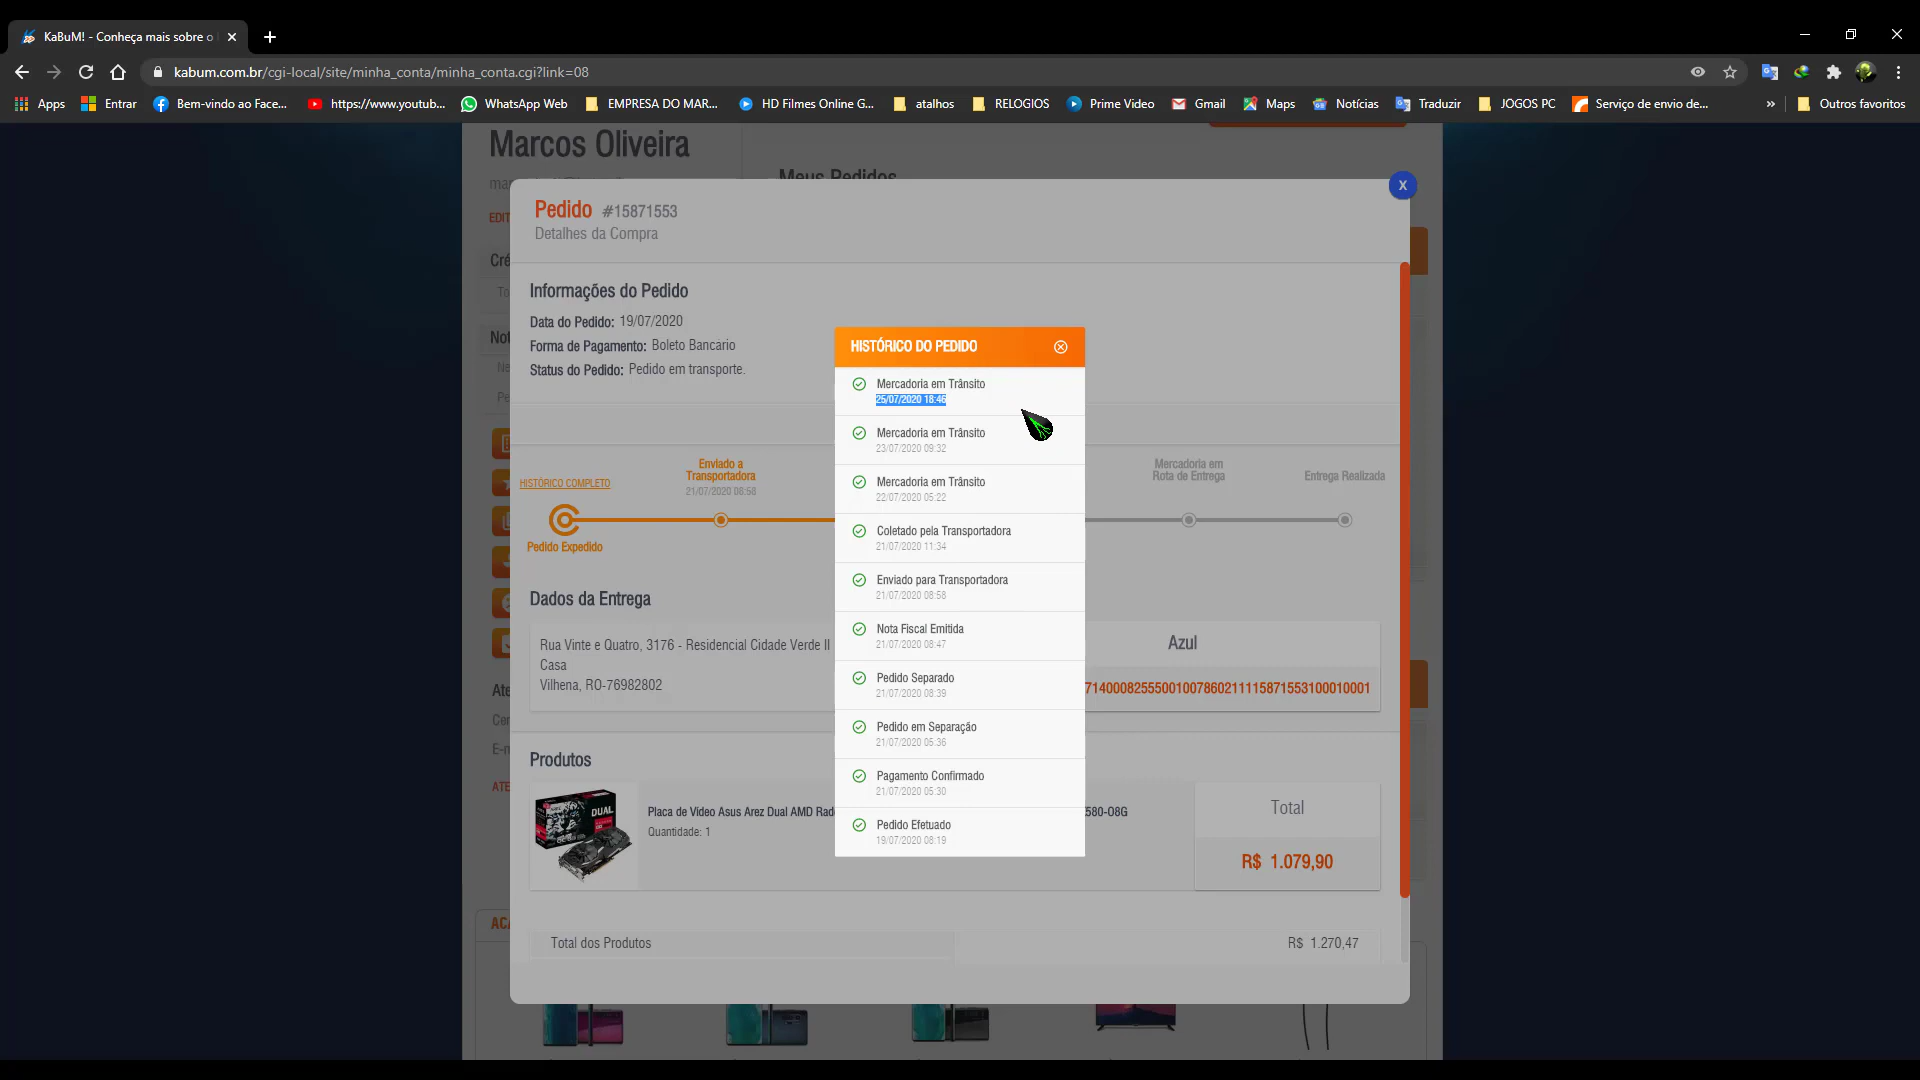 KaBuM! - Conheça mais sobre o
kabum.com.br/cgi-local/site/minha_conta/minha_conta.cgi?link=08
Apps
Entrar
Bem-vindo ao Face...
https://www.youtub...
WhatsApp Web
EMPRESA DO MAR...
HD Filmes Online G...
atalhos
RELOGIOS
Prime Video
Gmail
Maps
Notícias
Traduzir
JOGOS PC
Serviço de envio de...
»
Outros favoritos
Marcos Oliveira
Meus Pedidos
X
Pedido #15871553
Detalhes da Compra
Informações do Pedido
Data do Pedido: 19/07/2020
Forma de Pagamento: Boleto Bancario
Status do Pedido: Pedido em transporte.
HISTÓRICO COMPLETO
Pedido Expedido
Enviado a
Transportadora
21/07/2020 08:58
Mercadoria em
Rota de Entrega
Entrega Realizada
HISTÓRICO DO PEDIDO
Mercadoria em Trânsito
25/07/2020 18:46
Mercadoria em Trânsito
23/07/2020 09:32
Mercadoria em Trânsito
22/07/2020 05:22
Coletado pela Transportadora
21/07/2020 11:34
Enviado para Transportadora
21/07/2020 08:58
Nota Fiscal Emitida
21/07/2020 08:47
Pedido Separado
21/07/2020 08:39
Pedido em Separação
21/07/2020 05:36
Pagamento Confirmado
21/07/2020 05:30
Pedido Efetuado
19/07/2020 08:19
Dados da Entrega
Rua Vinte e Quatro, 3176 - Residencial Cidade Verde II
Casa
Vilhena, RO-76982802
Azul
71400082555001007860211115871553100010001
Produtos
DUAL
Placa de Vídeo Asus Arez Dual AMD Rad
580-O8G
Quantidade: 1
Total
R$ 1.079,90
Total dos Produtos
R$ 1.270,47